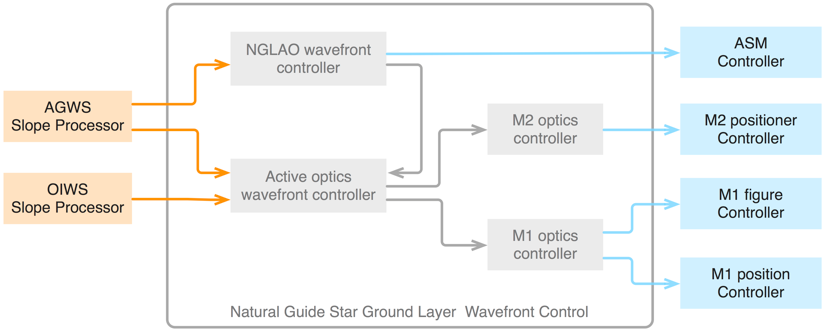 NGLAO wavefront
controller
ASM
Controller
AGWS
Slope Processor
M2 optics
controller
M2 positioner
Controller
Active optics
wavefront controller
OIWS
Slope Processor
M1 figure
Controller
M1 optics
controller
M1 position
Controller
Natural Guide Star Ground Layer Wavefront Control